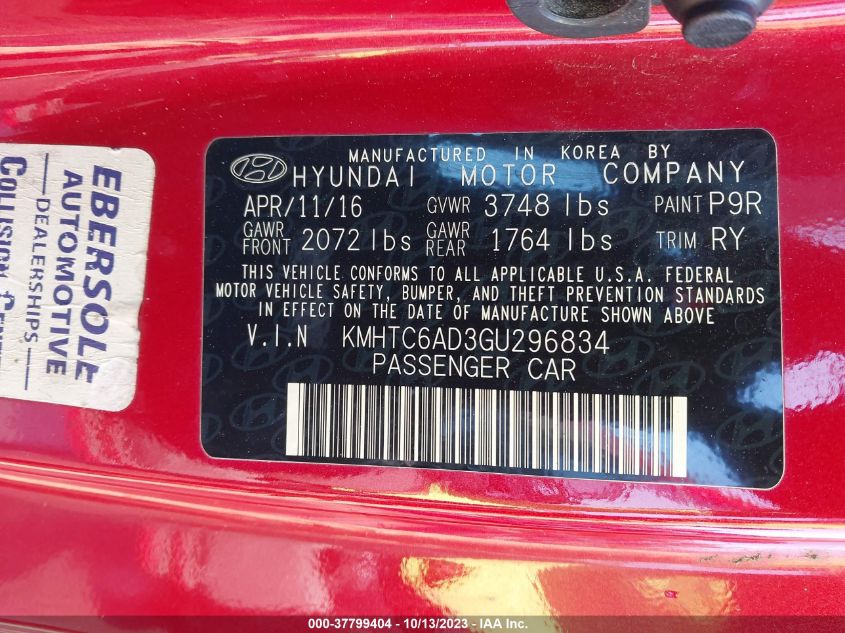 MANUFACTURED IN KOREA BY
HYUNDAI MOTOR COMPANY
APR/11/16 GVWR 3748 lbs PAINT P9R
GAWR FRONT 2072 lbs GAWR REAR 1764 lbs TRIM RY
THIS VEHICLE CONFORMS TO ALL APPLICABLE U.S.A. FEDERAL
MOTOR VEHICLE SAFETY, BUMPER, AND THEFT PREVENTION STANDARDS
IN EFFECT ON THE DATE OF MANUFACTURE SHOWN ABOVE
V.I.N KMHTC6AD3GU296834
PASSENGER CAR
EBERSOLE
AUTOMOTIVE
DEALERSHIPS
COLLISION
000-37799404 - 10/13/2023 - IAA Inc.